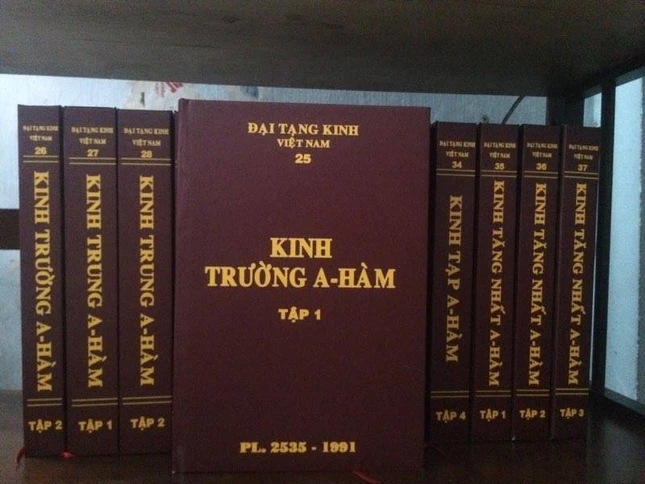 ĐẠI TẠNG KINH
VIỆT NAM
26
KINH TRƯỜNG A-HÀM
TẬP 2
ĐẠI TẠNG KINH
VIỆT NAM
27
KINH TRUNG A-HÀM
TẬP 1
ĐẠI TẠNG KINH
VIỆT NAM
28
KINH TRUNG A-HÀM
TẬP 2
ĐẠI TẠNG KINH
VIỆT NAM
25
KINH
TRƯỜNG A-HÀM
TẬP 1
PL. 2535 - 1991
ĐẠI TẠNG KINH
VIỆT NAM
34
KINH TẠP A-HÀM
TẬP 4
ĐẠI TẠNG KINH
VIỆT NAM
35
KINH TĂNG NHẤT A-HÀM
TẬP 1
ĐẠI TẠNG KINH
VIỆT NAM
36
KINH TĂNG NHẤT A-HÀM
TẬP 2
ĐẠI TẠNG KINH
VIỆT NAM
37
KINH TĂNG NHẤT A-HÀM
TẬP 3